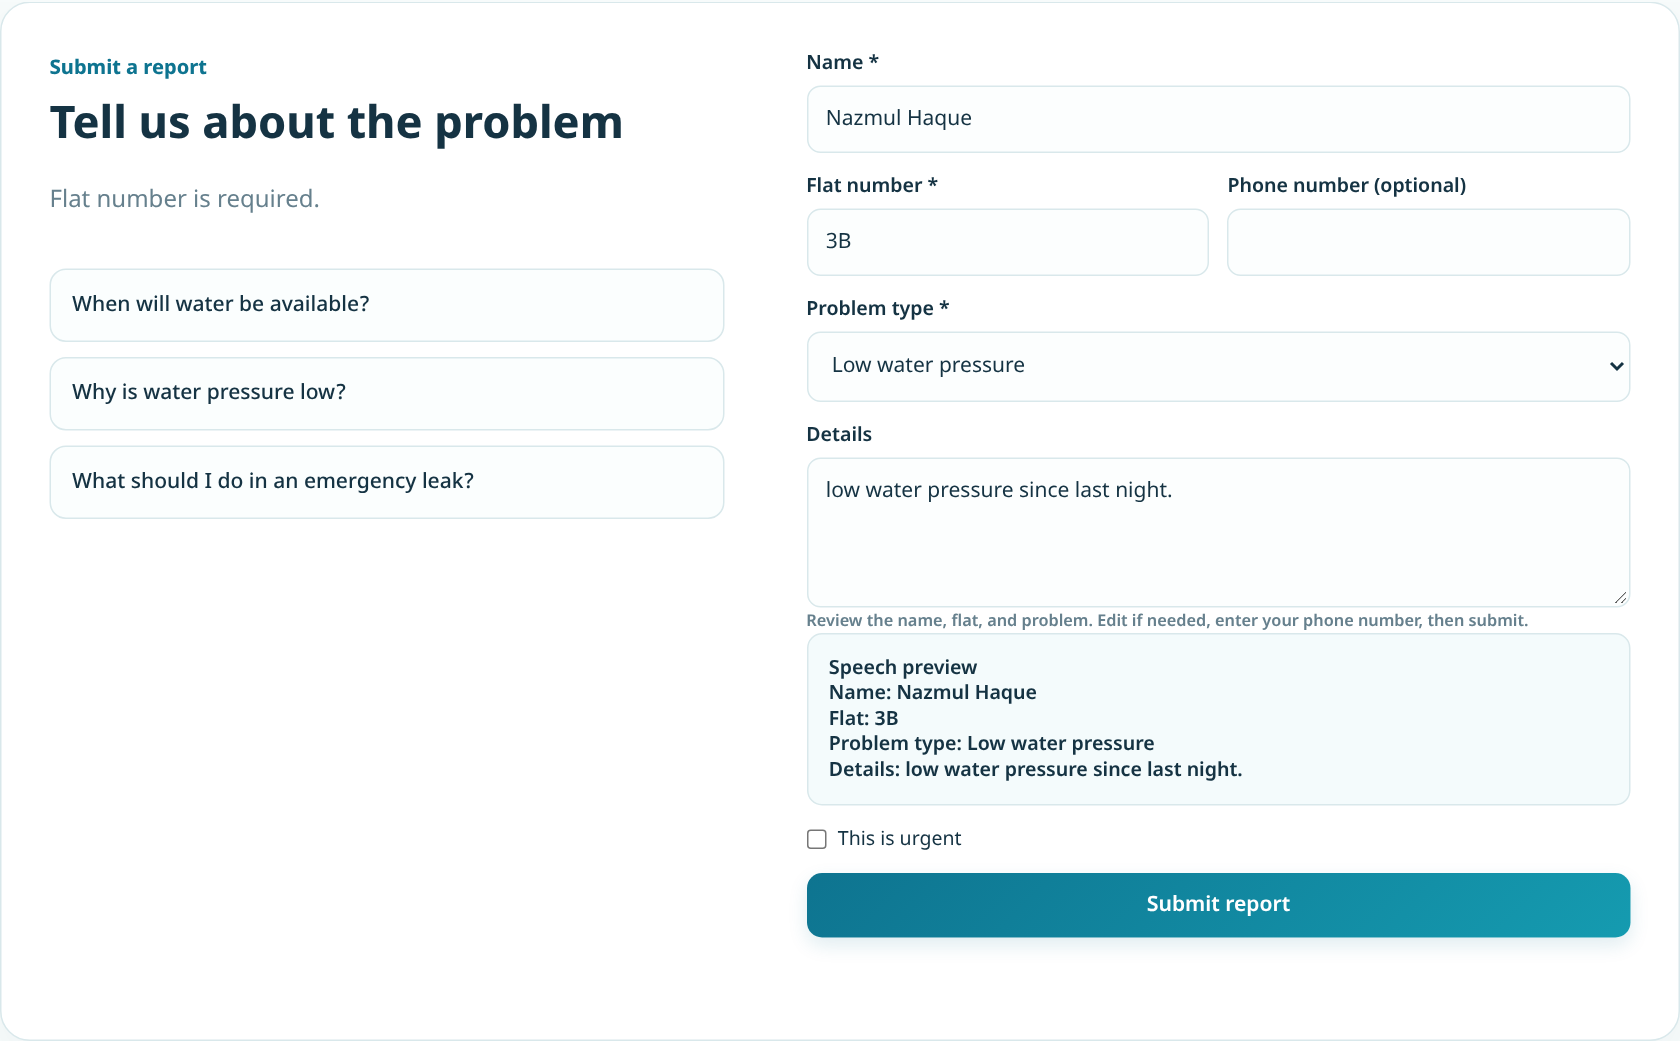 Submit a report
Tell us about the problem
Flat number is required.
When will water be available?
Why is water pressure low?
What should I do in an emergency leak?
Name *
Nazmul Haque
Flat number *
3B
Phone number (optional)
Problem type *
Low water pressure
Details
low water pressure since last night.
Review the name, flat, and problem. Edit if needed, enter your phone number, then submit.
Speech preview
Name: Nazmul Haque
Flat: 3B
Problem type: Low water pressure
Details: low water pressure since last night.
This is urgent
Submit report